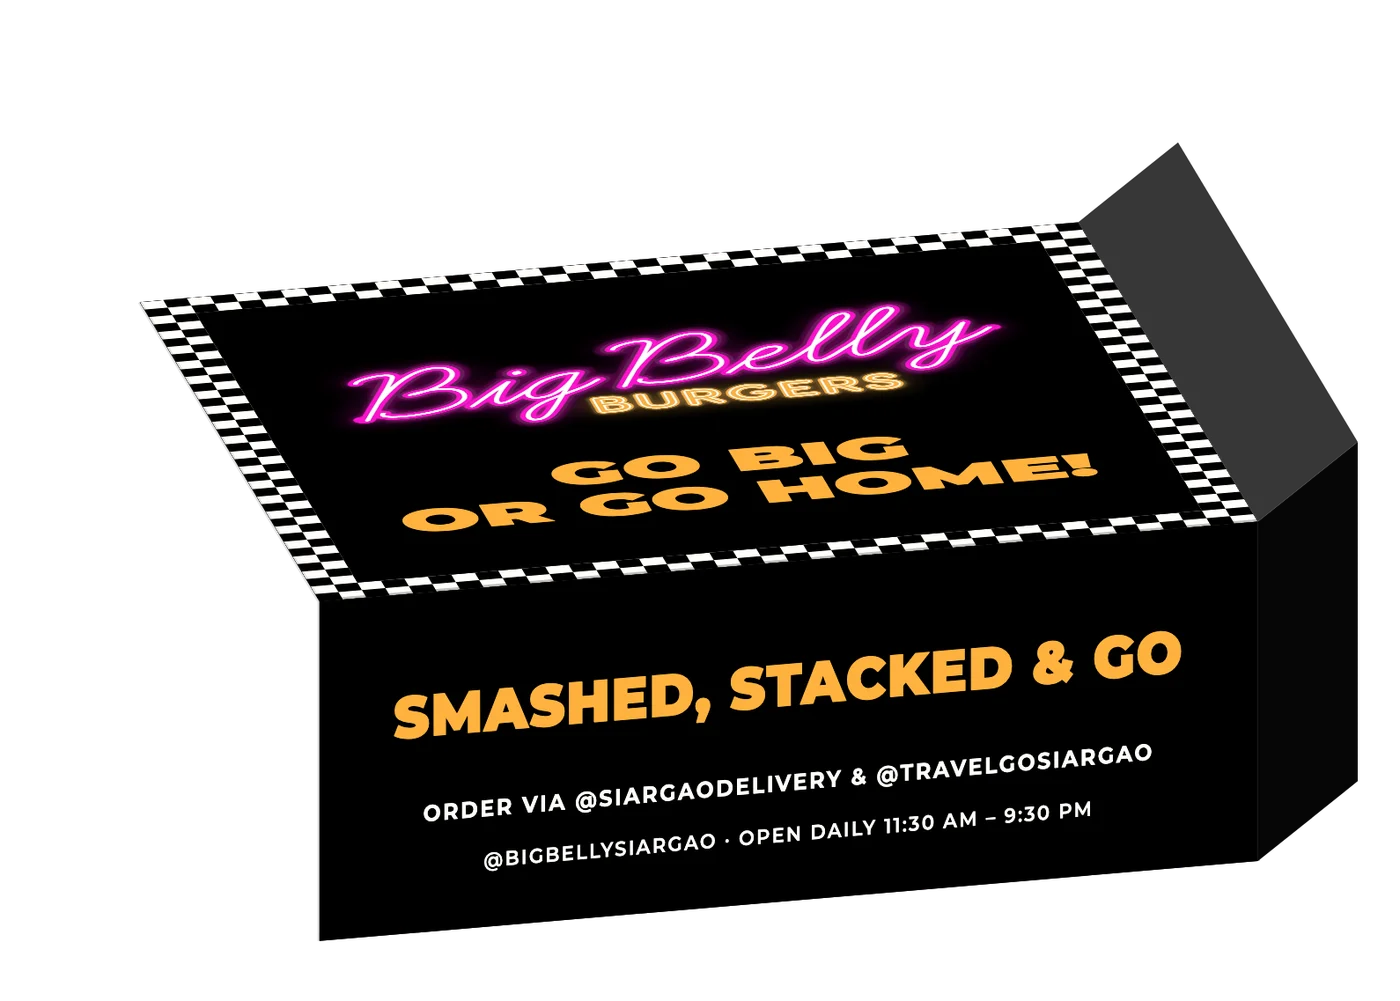 Big Belly
BURGERS
GO BIG
OR GO HOME!
SMASHED, STACKED & GO
ORDER VIA @SIARGAODELIVERY & @TRAVELGOSIARGAO
@BIGBELLYSIARGAO · OPEN DAILY 11:30 AM – 9:30 PM